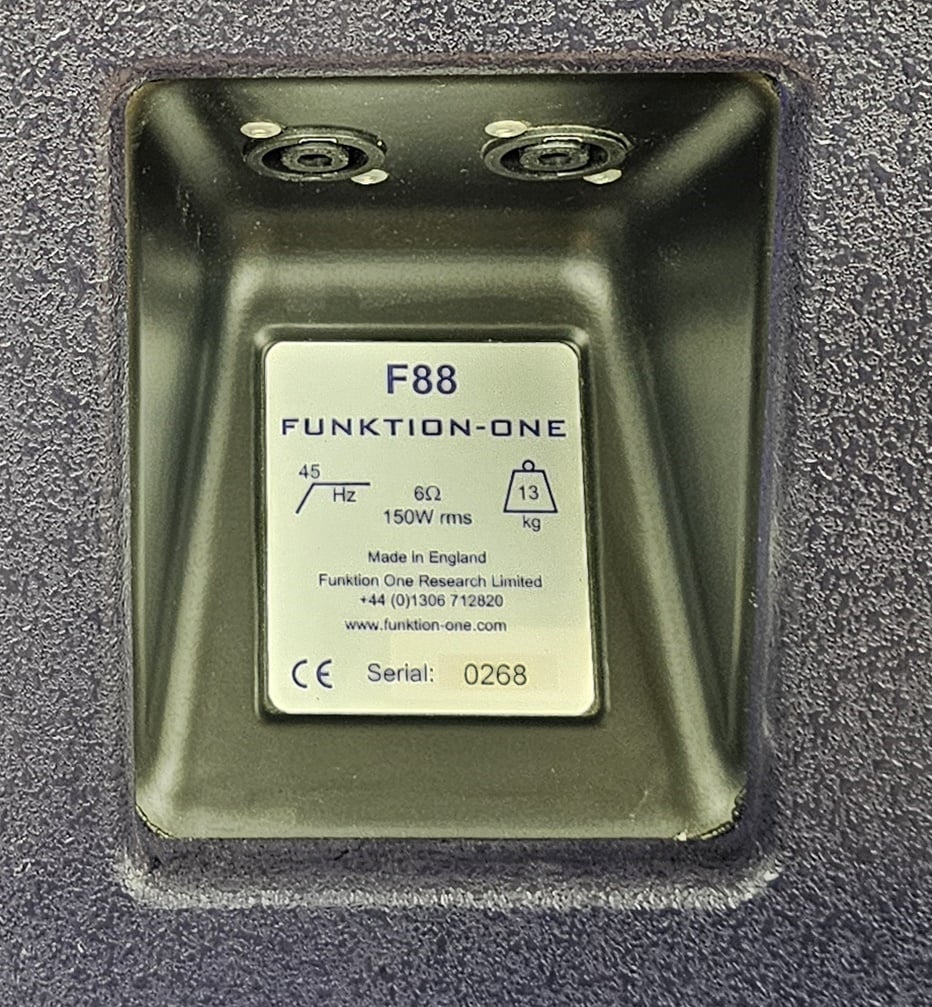 F88
FUNKTION-ONE
45
Hz
6Ω
150W rms
13
kg
Made in England
Funktion One Research Limited
+44 (0)1306 712820
www.funktion-one.com
CE Serial: 0268